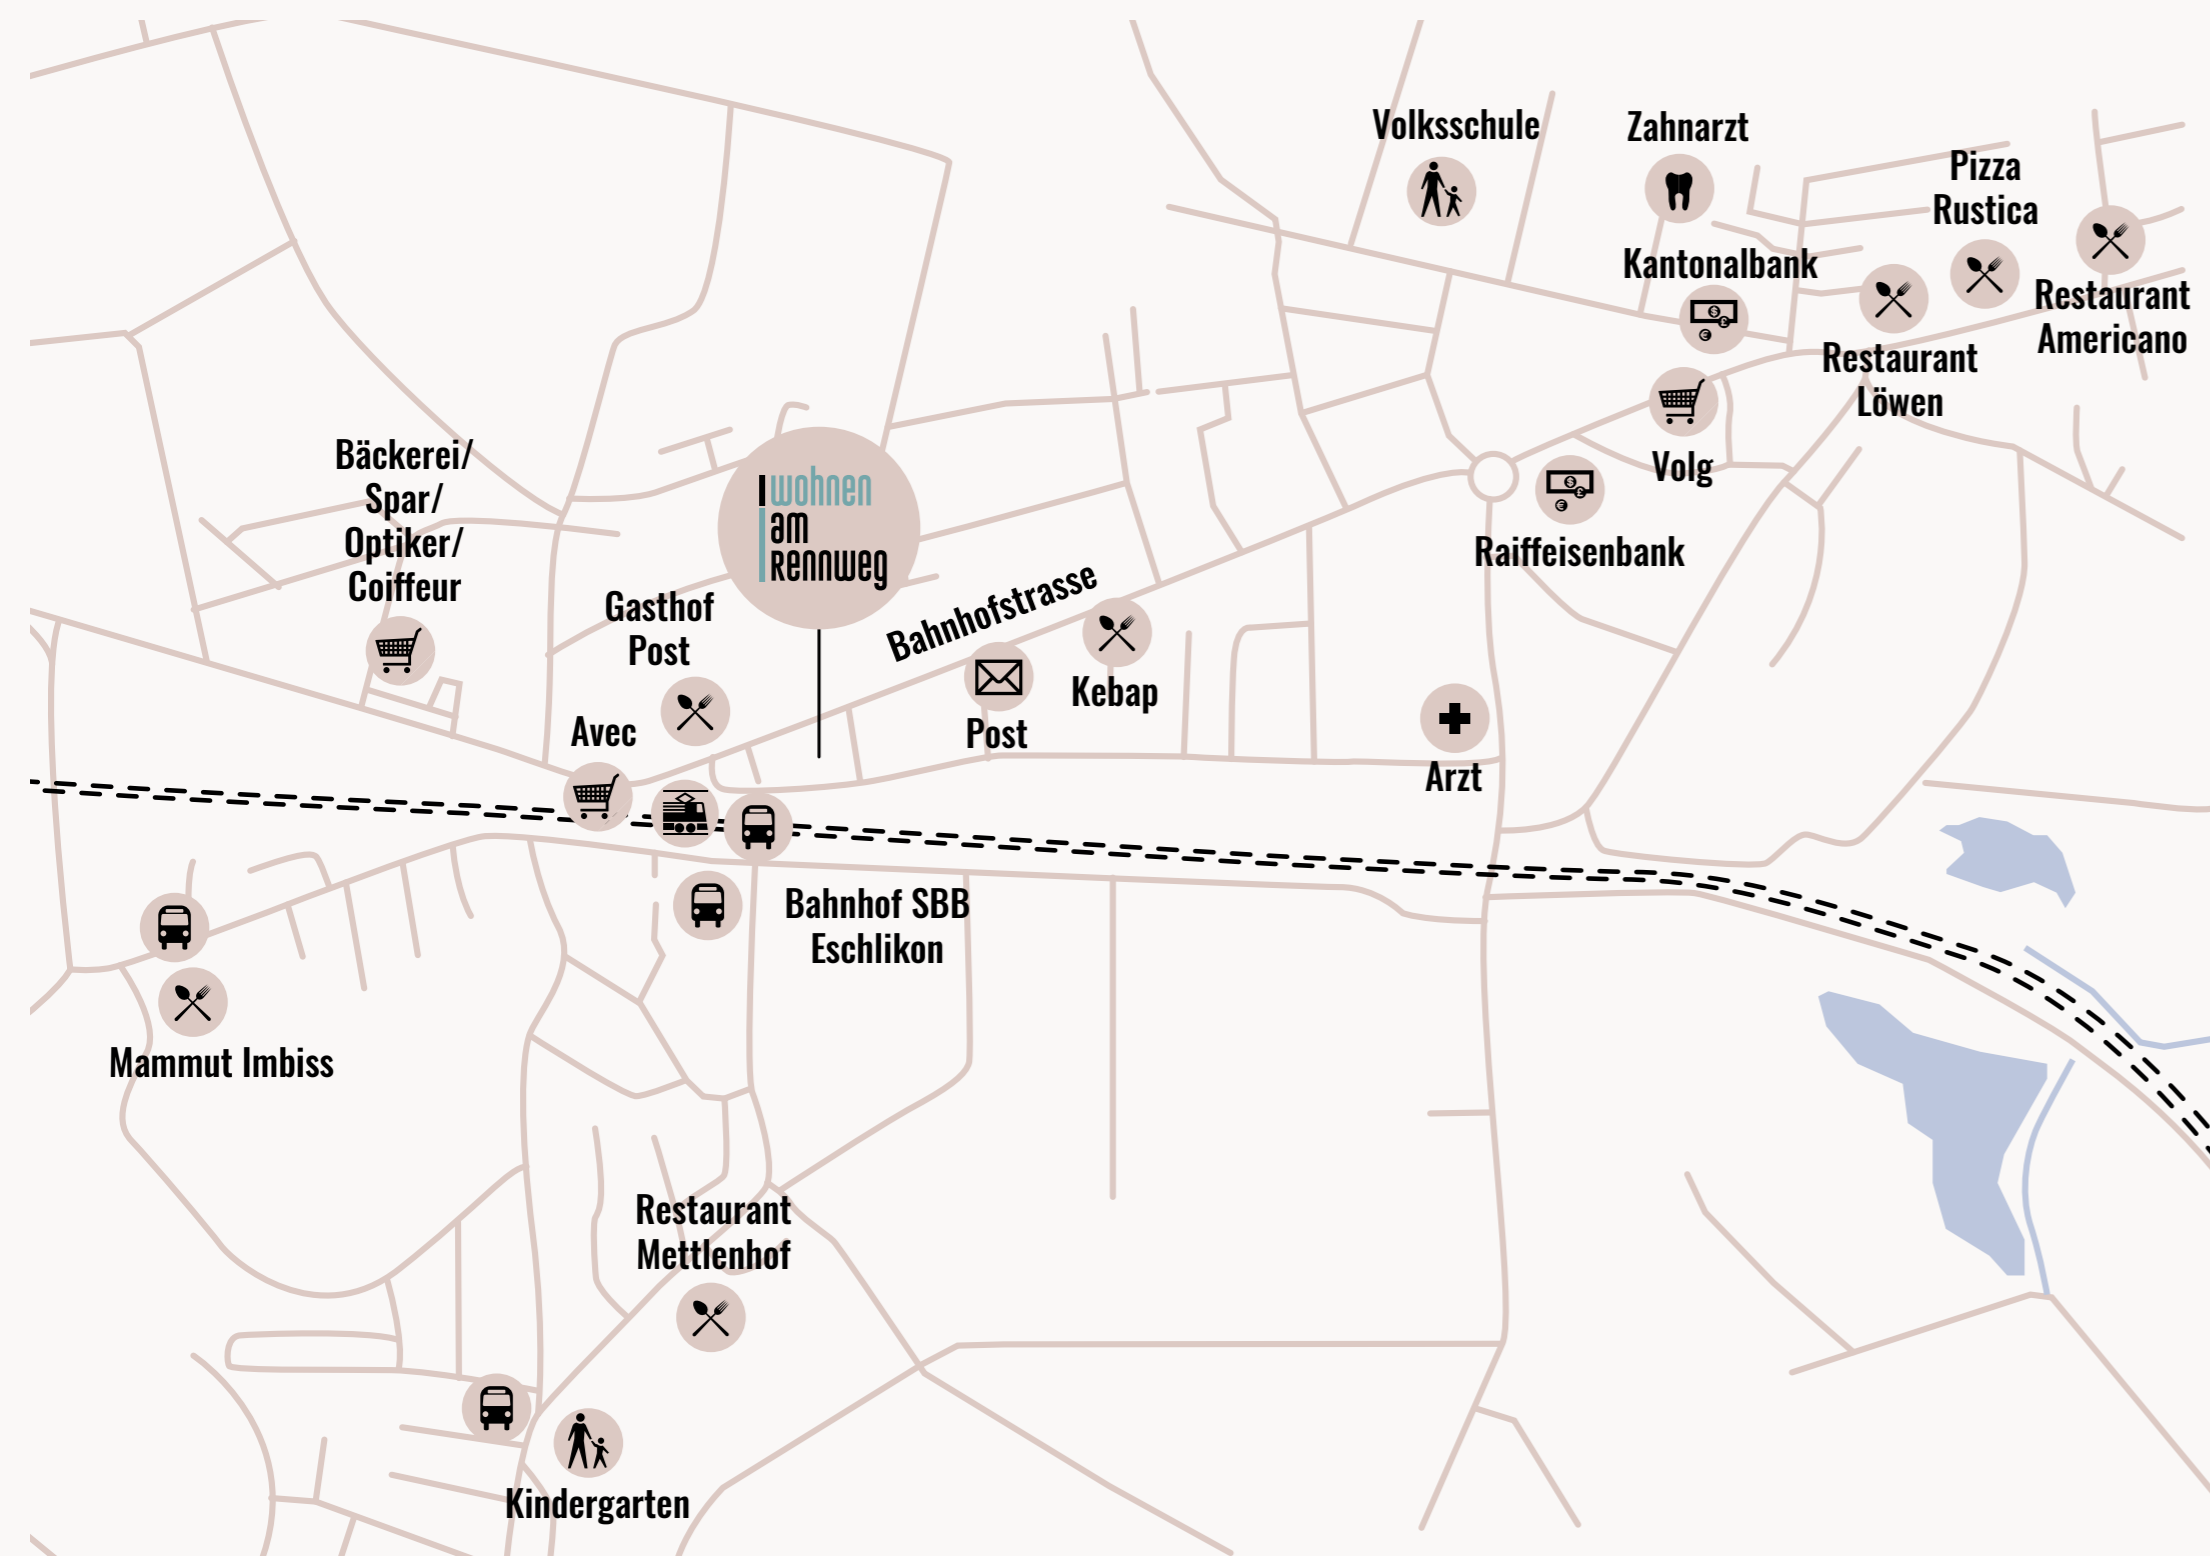 Volksschule
Zahnarzt
Pizza
Rustica
Kantonalbank
Restaurant
Americano
Restaurant
Löwen
Volg
Raiffeisenbank
Bäckerei/
Spar/
Optiker/
Coiffeur
wohnen
am
Rennweg
Gasthof
Post
Bahnhofstrasse
Kebap
Post
Avec
Arzt
Bahnhof SBB
Eschlikon
Mammut Imbiss
Restaurant
Mettlenhof
Kindergarten